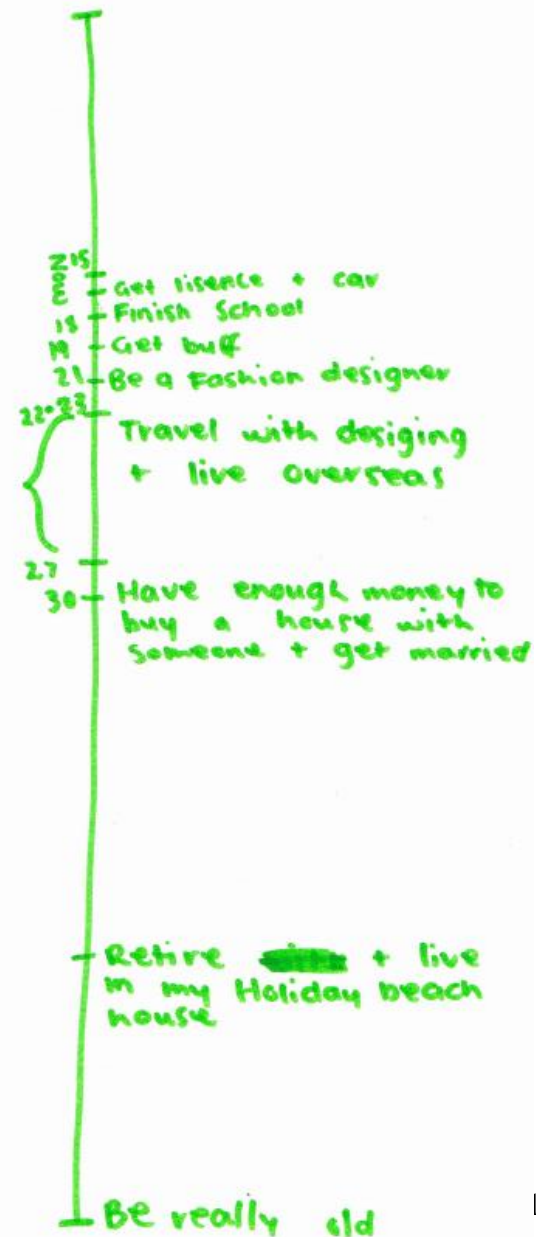 15
NOW
Get lisence + car
18 Finish School
19 Get buff
21 Be a Fashion designer
22-23
Travel with desiging
+ live overseas
27
30 Have enough money to
buy a house with
someone + get married
Retire + live
in my Holiday beach
house
Be really old